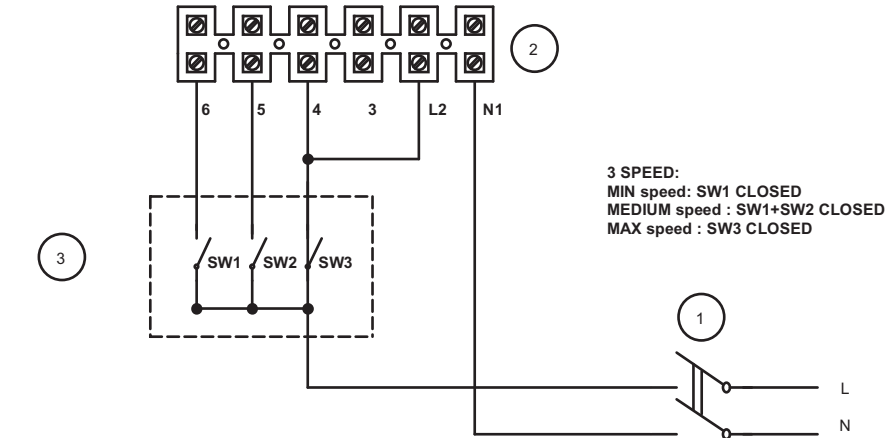 2
6 5 4 3 L2 N1
3 SPEED:
MIN speed: SW1 CLOSED
MEDIUM speed : SW1+SW2 CLOSED
MAX speed : SW3 CLOSED
3
SW1 SW2 SW3
1
L
N